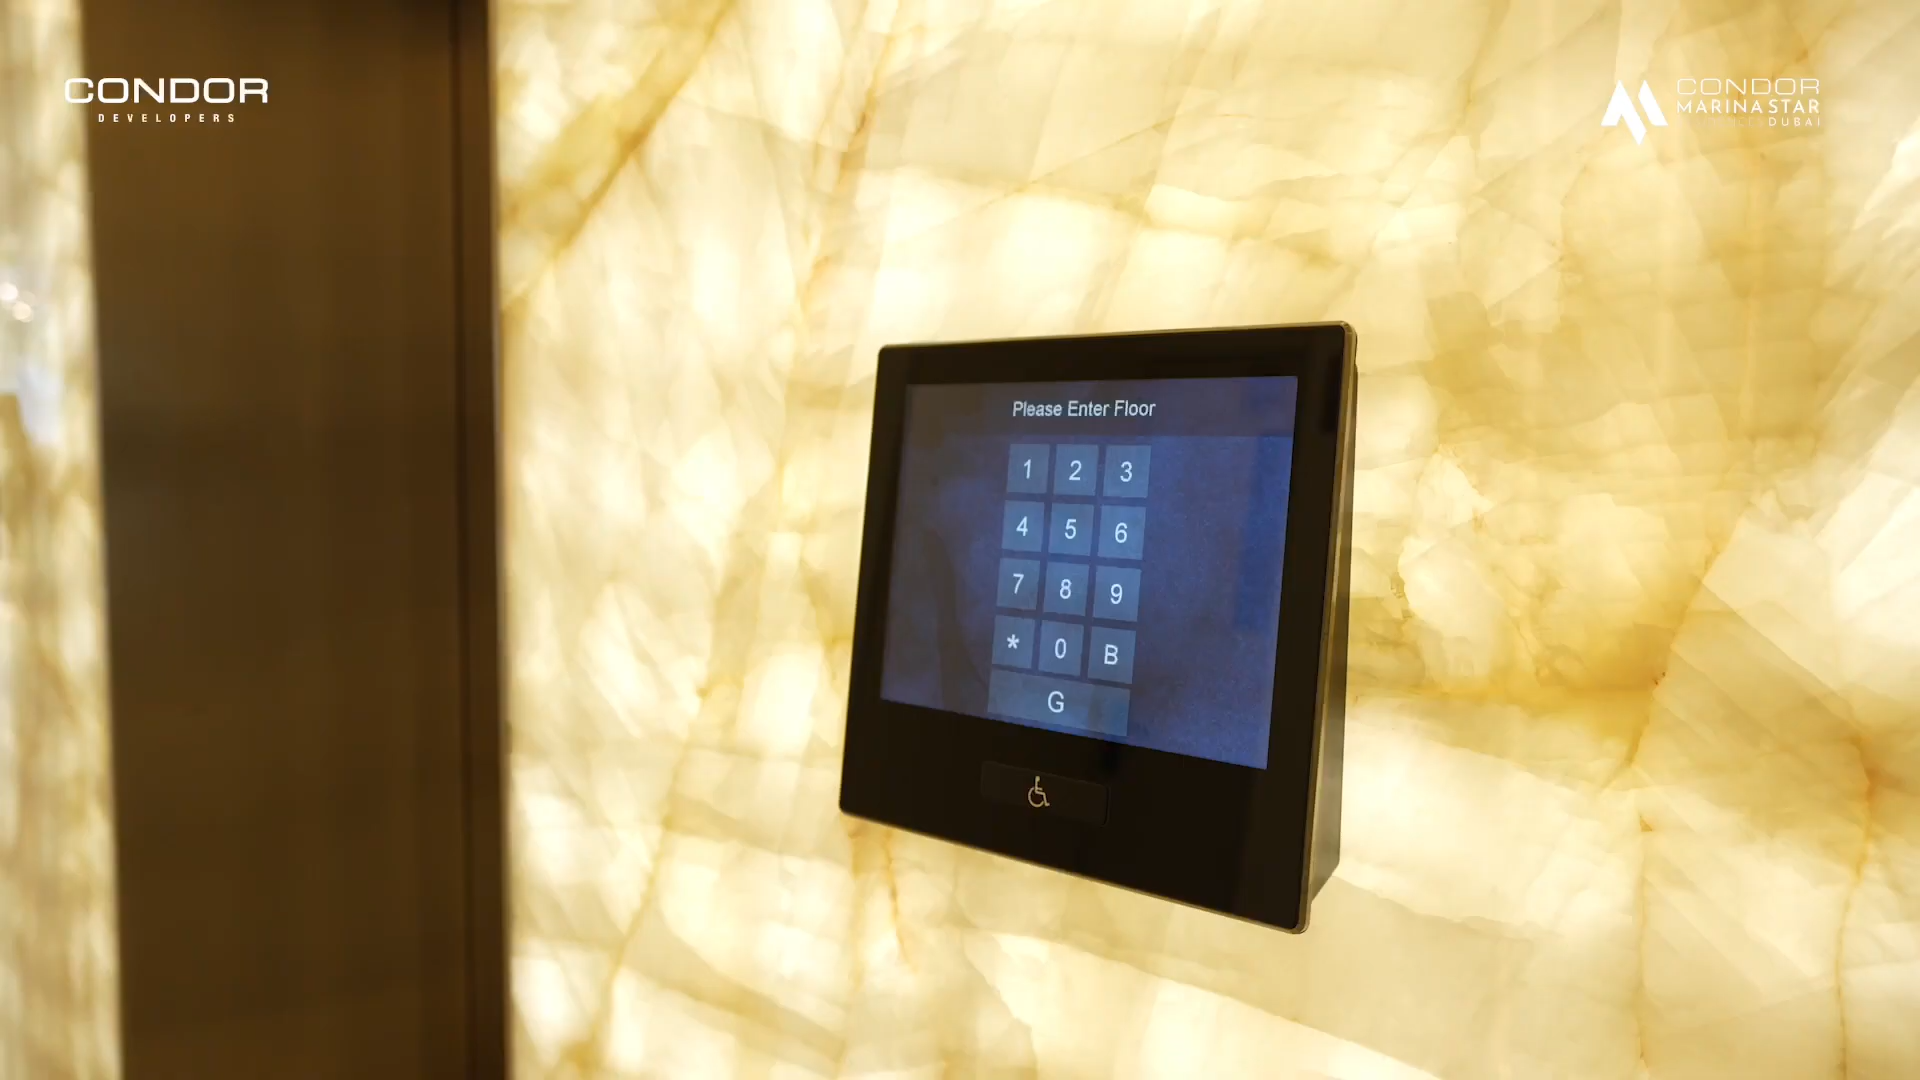 CONDOR
DEVELOPERS
CONDOR
MARINA STAR
DUBAI
Please Enter Floor
1 2 3
4 5 6
7 8 9
* 0 B
G